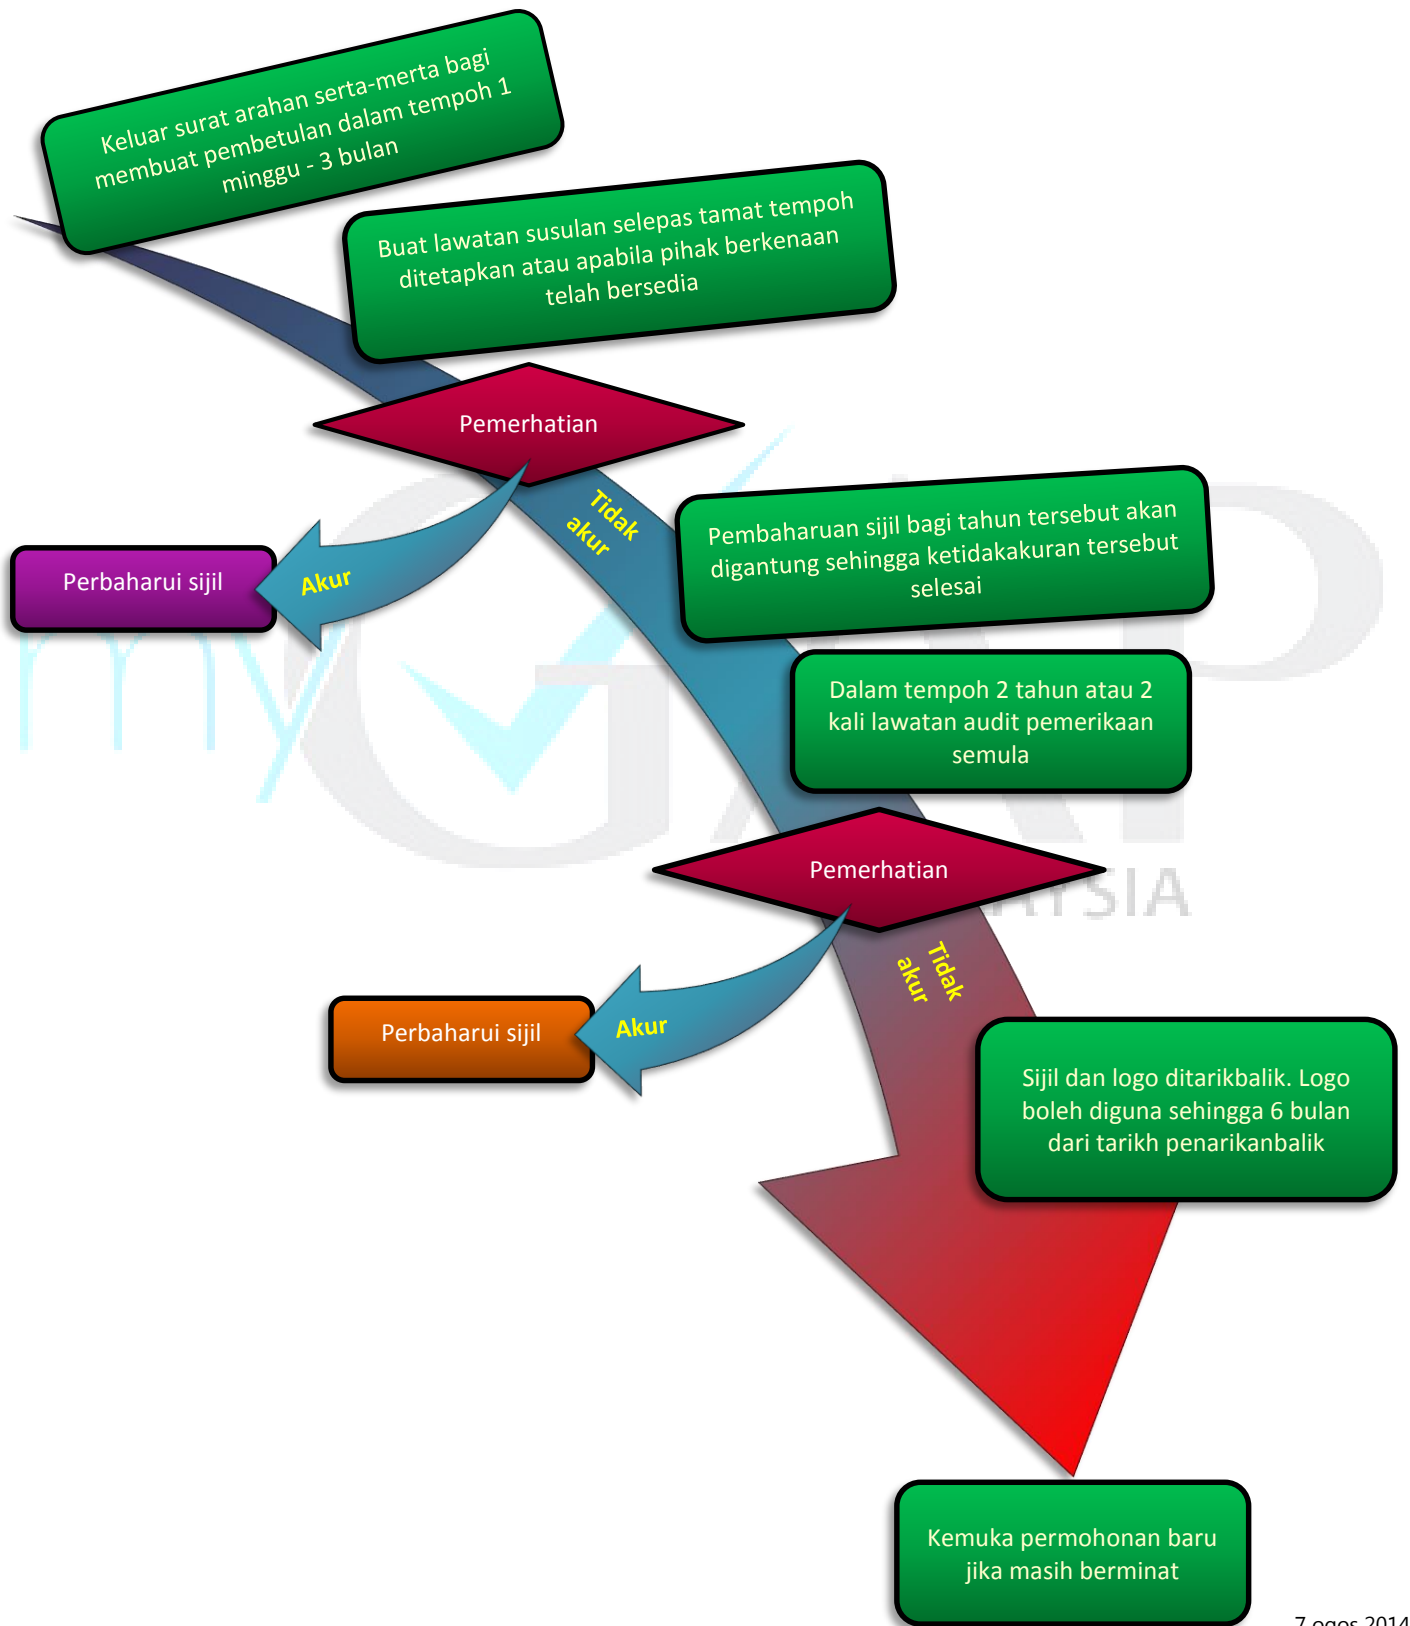 Keluar surat arahan serta-merta bagi
membuat pembetulan dalam tempoh 1
minggu - 3 bulan
Buat lawatan susulan selepas tamat tempoh
ditetapkan atau apabila pihak berkenaan
telah bersedia
Pemerhatian
Tidak
akur
Akur
Perbaharui sijil
Pembaharuan sijil bagi tahun tersebut akan
digantung sehingga ketidakakuran tersebut
selesai
Dalam tempoh 2 tahun atau 2
kali lawatan audit pemerikaan
semula
Pemerhatian
Tidak
akur
Akur
Perbaharui sijil
Sijil dan logo ditarikbalik. Logo
boleh diguna sehingga 6 bulan
dari tarikh penarikanbalik
Kemuka permohonan baru
jika masih berminat
7 ogos 2014